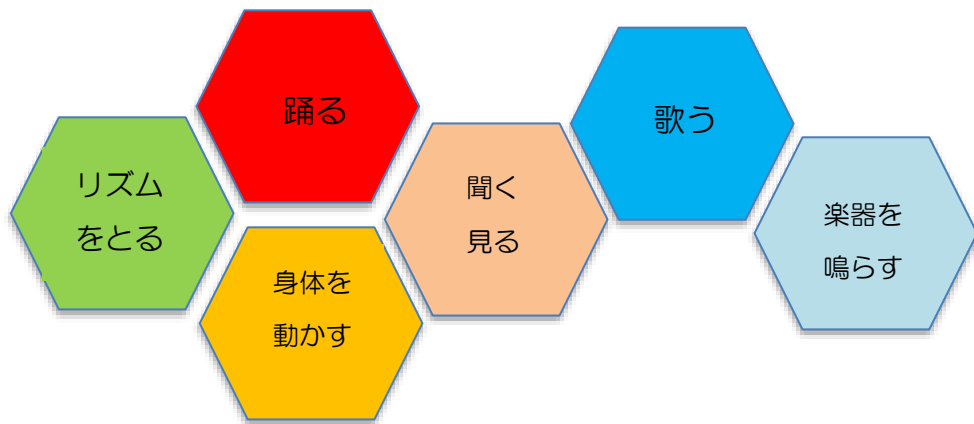 リズム
をとる
踊る
身体を
動かす
聞く
見る
歌う
楽器を
鳴らす